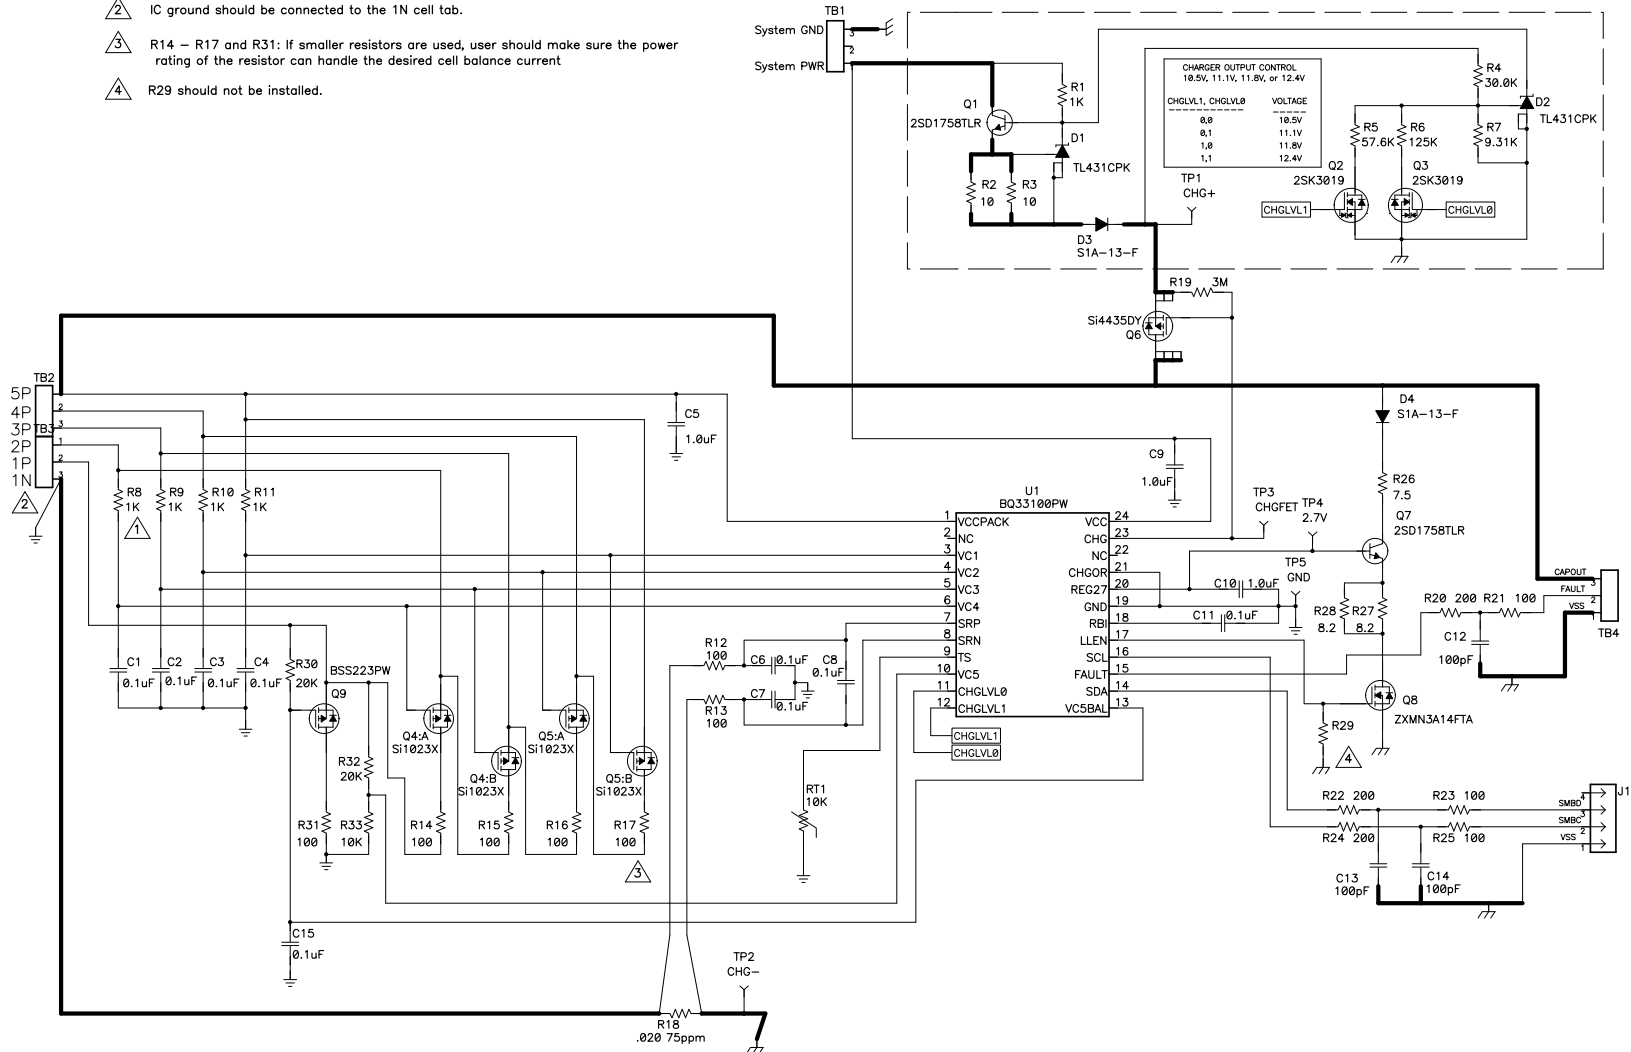 2 IC ground should be connected to the 1N cell tab.
3 R14 – R17 and R31: If smaller resistors are used, user should make sure the power
rating of the resistor can handle the desired cell balance current
4 R29 should not be installed.
TB1
System GND
3
2
System PWR
Q1
2SD1758TLR
R1
1K
D1
TL431CPK
R2
10
R3
10
D3
S1A-13-F
TP1
CHG+
CHARGER OUTPUT CONTROL
10.5V, 11.1V, 11.8V, or 12.4V
CHGLVL1, CHGLVL0 VOLTAGE
0,0 10.5V
0,1 11.1V
1,0 11.8V
1,1 12.4V
R4
30.0K
D2
TL431CPK
R5
57.6K
R6
125K
R7
9.31K
Q2
2SK3019
Q3
2SK3019
CHGLVL1
CHGLVL0
R19 3M
Si4435DY
Q6
TB2
5P
4P 2
3P 3
TB3
2P 1
1P 2
1N 3
2
C5
1.0uF
D4
S1A-13-F
C9
1.0uF
R26
7.5
Q7
2SD1758TLR
R8
1K
R9
1K
R10
1K
R11
1K
1
U1
BQ33100PW
1 VCCPACK
2 NC
3 VC1
4 VC2
5 VC3
6 VC4
7 SRP
8 SRN
9 TS
10 VC5
11 CHGLVL0
12 CHGLVL1
VCC 24
CHG 23
NC 22
CHGOR 21
REG27 20
GND 19
RBI 18
LLEN 17
SCL 16
FAULT 15
SDA 14
VC5BAL 13
CHGLVL1
CHGLVL0
TP3
CHGFET
TP4
2.7V
TP5
GND
C10 1.0uF
C11 0.1uF
R28
8.2
R27
8.2
R20 200
R21 100
CAPOUT
3
FAULT
VSS 2
TB4
C12
100pF
C1
0.1uF
C2
0.1uF
C3
0.1uF
C4
0.1uF
R30
20K
BSS223PW
Q9
Q4:A
Si1023X
Q4:B
Si1023X
Q5:A
Si1023X
Q5:B
Si1023X
R12
100
C6 0.1uF
C8
0.1uF
C7
0.1uF
R13
100
Q8
ZXMN3A14FTA
R29
4
R32
20K
R31
100
R33
10K
R14
100
R15
100
R16
100
R17
100
3
RT1
10K
R22 200
R23 100
R24 200
R25 100
J1
4
SMBD
3
SMBC
2
VSS
1
C13
100pF
C14
100pF
C15
0.1uF
TP2
CHG–
R18
.020 75ppm